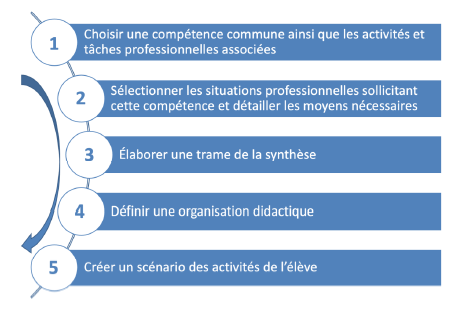 1
Choisir une compétence commune ainsi que les activités et
tâches professionnelles associées
2
Sélectionner les situations professionnelles sollicitant
cette compétence et détailler les moyens nécessaires
3
Élaborer une trame de la synthèse
4
Définir une organisation didactique
5
Créer un scénario des activités de l'élève